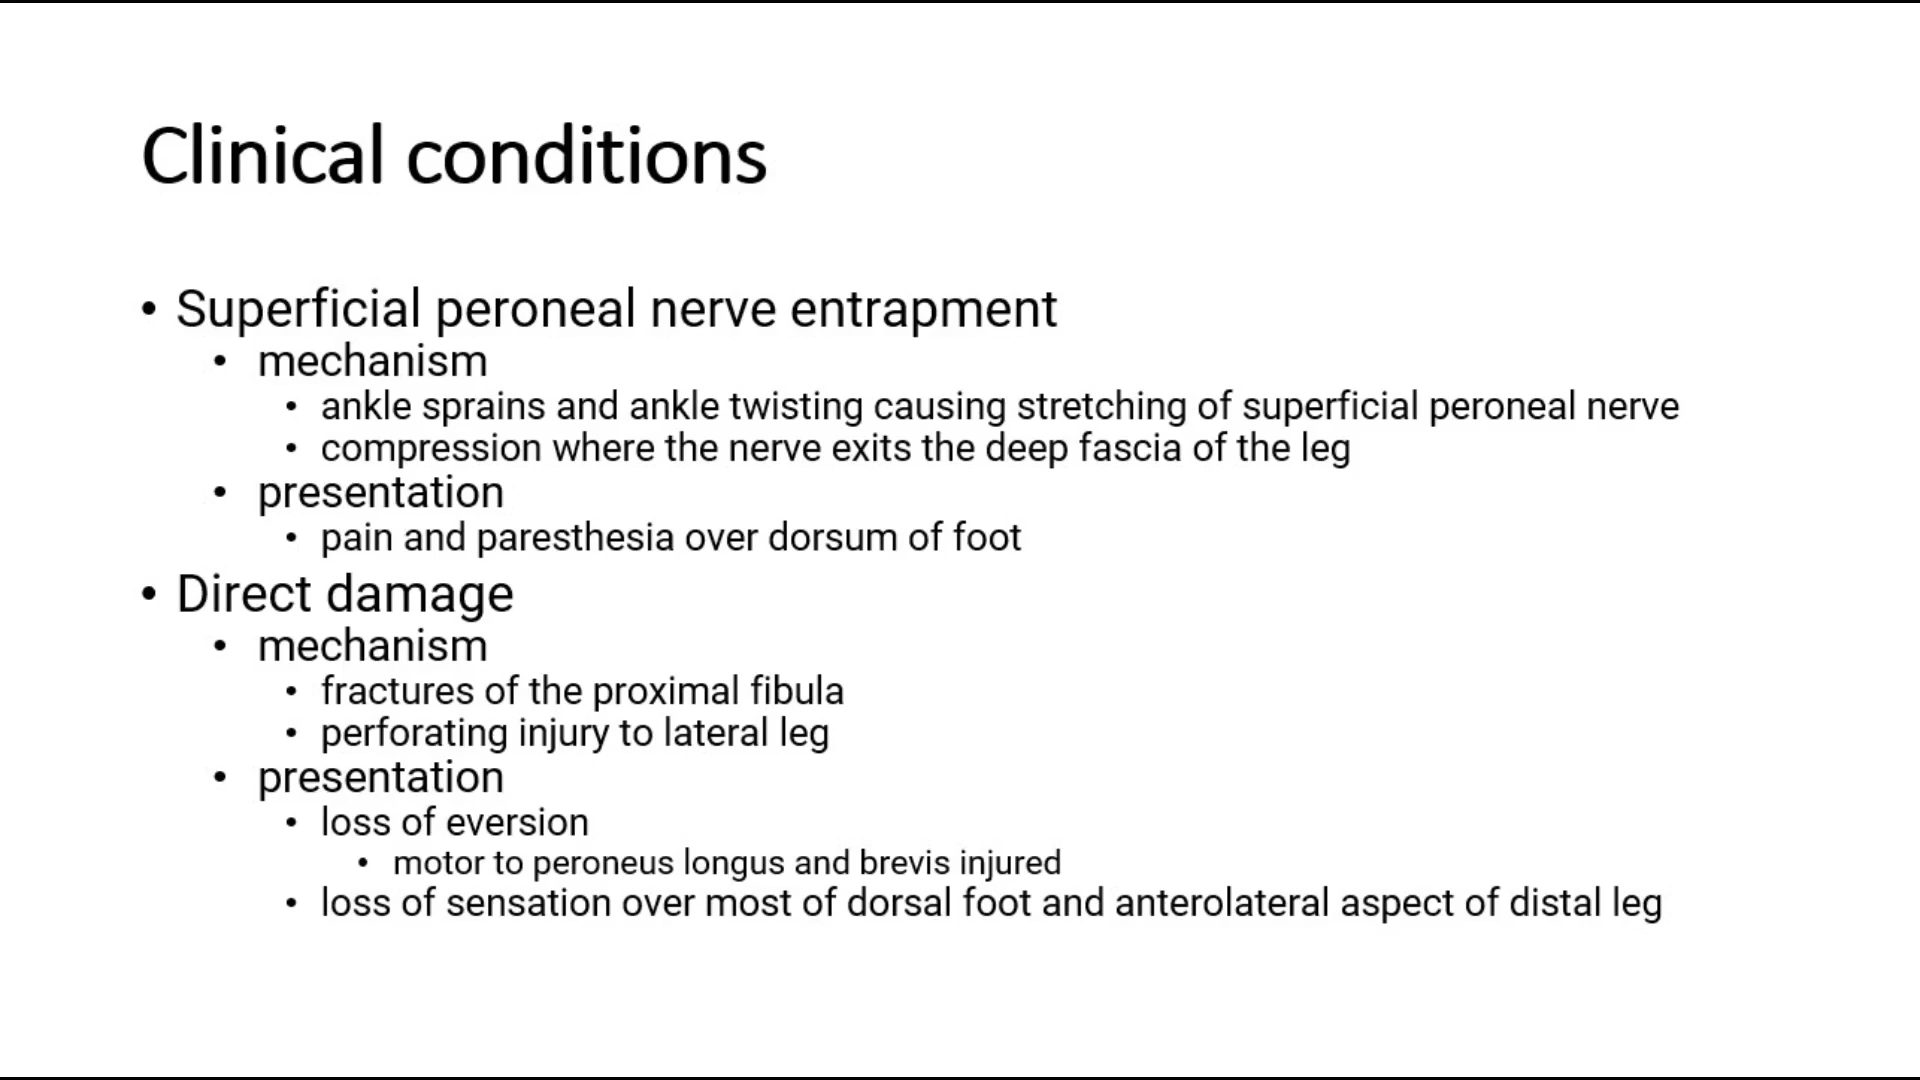 Clinical conditions
• Superficial peroneal nerve entrapment
• mechanism
• ankle sprains and ankle twisting causing stretching of superficial peroneal nerve
• compression where the nerve exits the deep fascia of the leg
• presentation
• pain and paresthesia over dorsum of foot
• Direct damage
• mechanism
• fractures of the proximal fibula
• perforating injury to lateral leg
• presentation
• loss of eversion
• motor to peroneus longus and brevis injured
• loss of sensation over most of dorsal foot and anterolateral aspect of distal leg